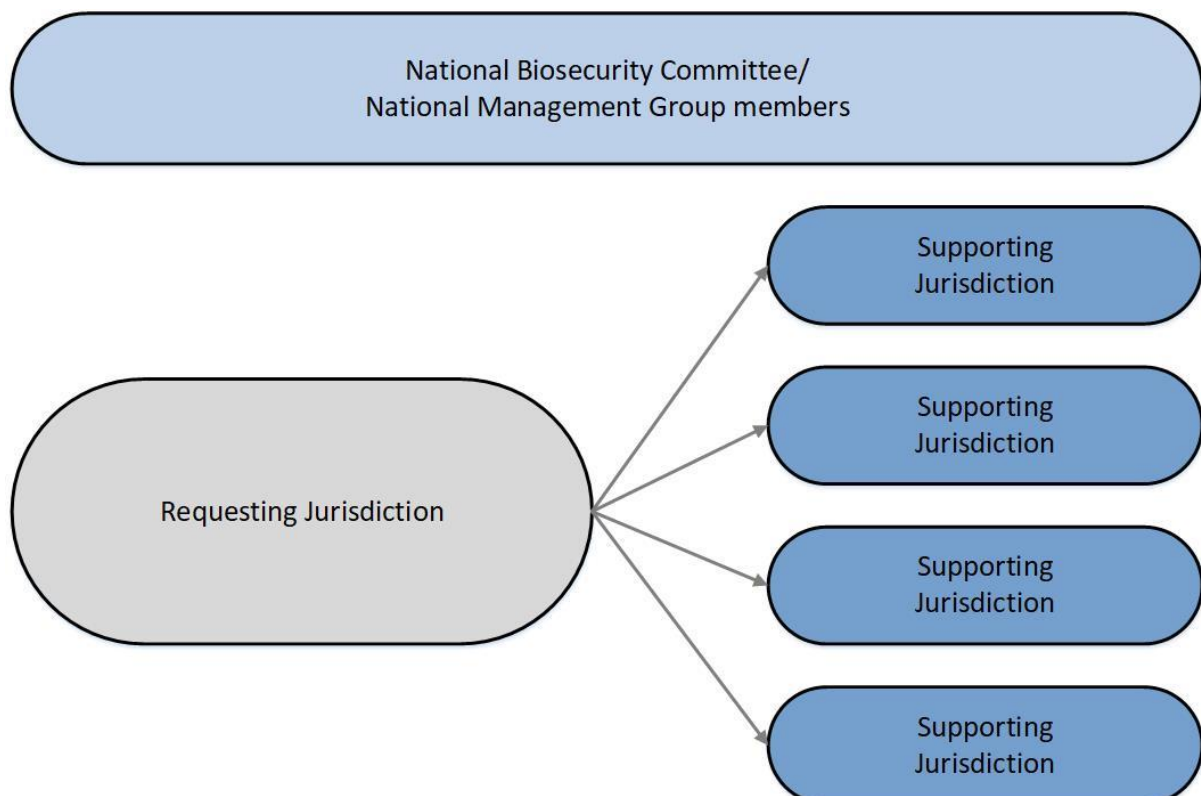 National Biosecurity Committee/
National Management Group members
Supporting
Jurisdiction
Supporting
Jurisdiction
Requesting Jurisdiction
Supporting
Jurisdiction
Supporting
Jurisdiction